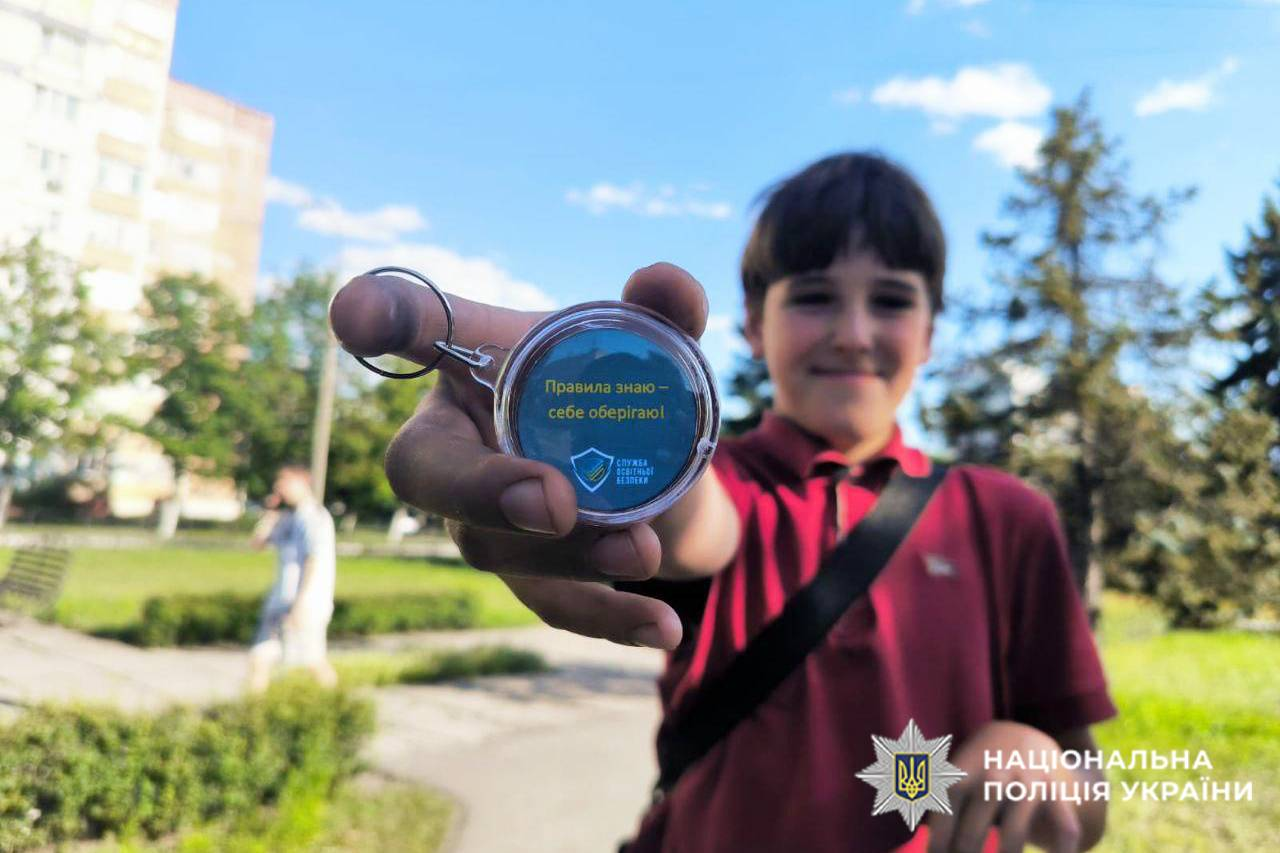 Правила знаю –
себе оберігаю!
СЛУЖБА
ОСВІТНЬОЇ
БЕЗПЕКИ
НАЦІОНАЛЬНА
ПОЛІЦІЯ УКРАЇНИ